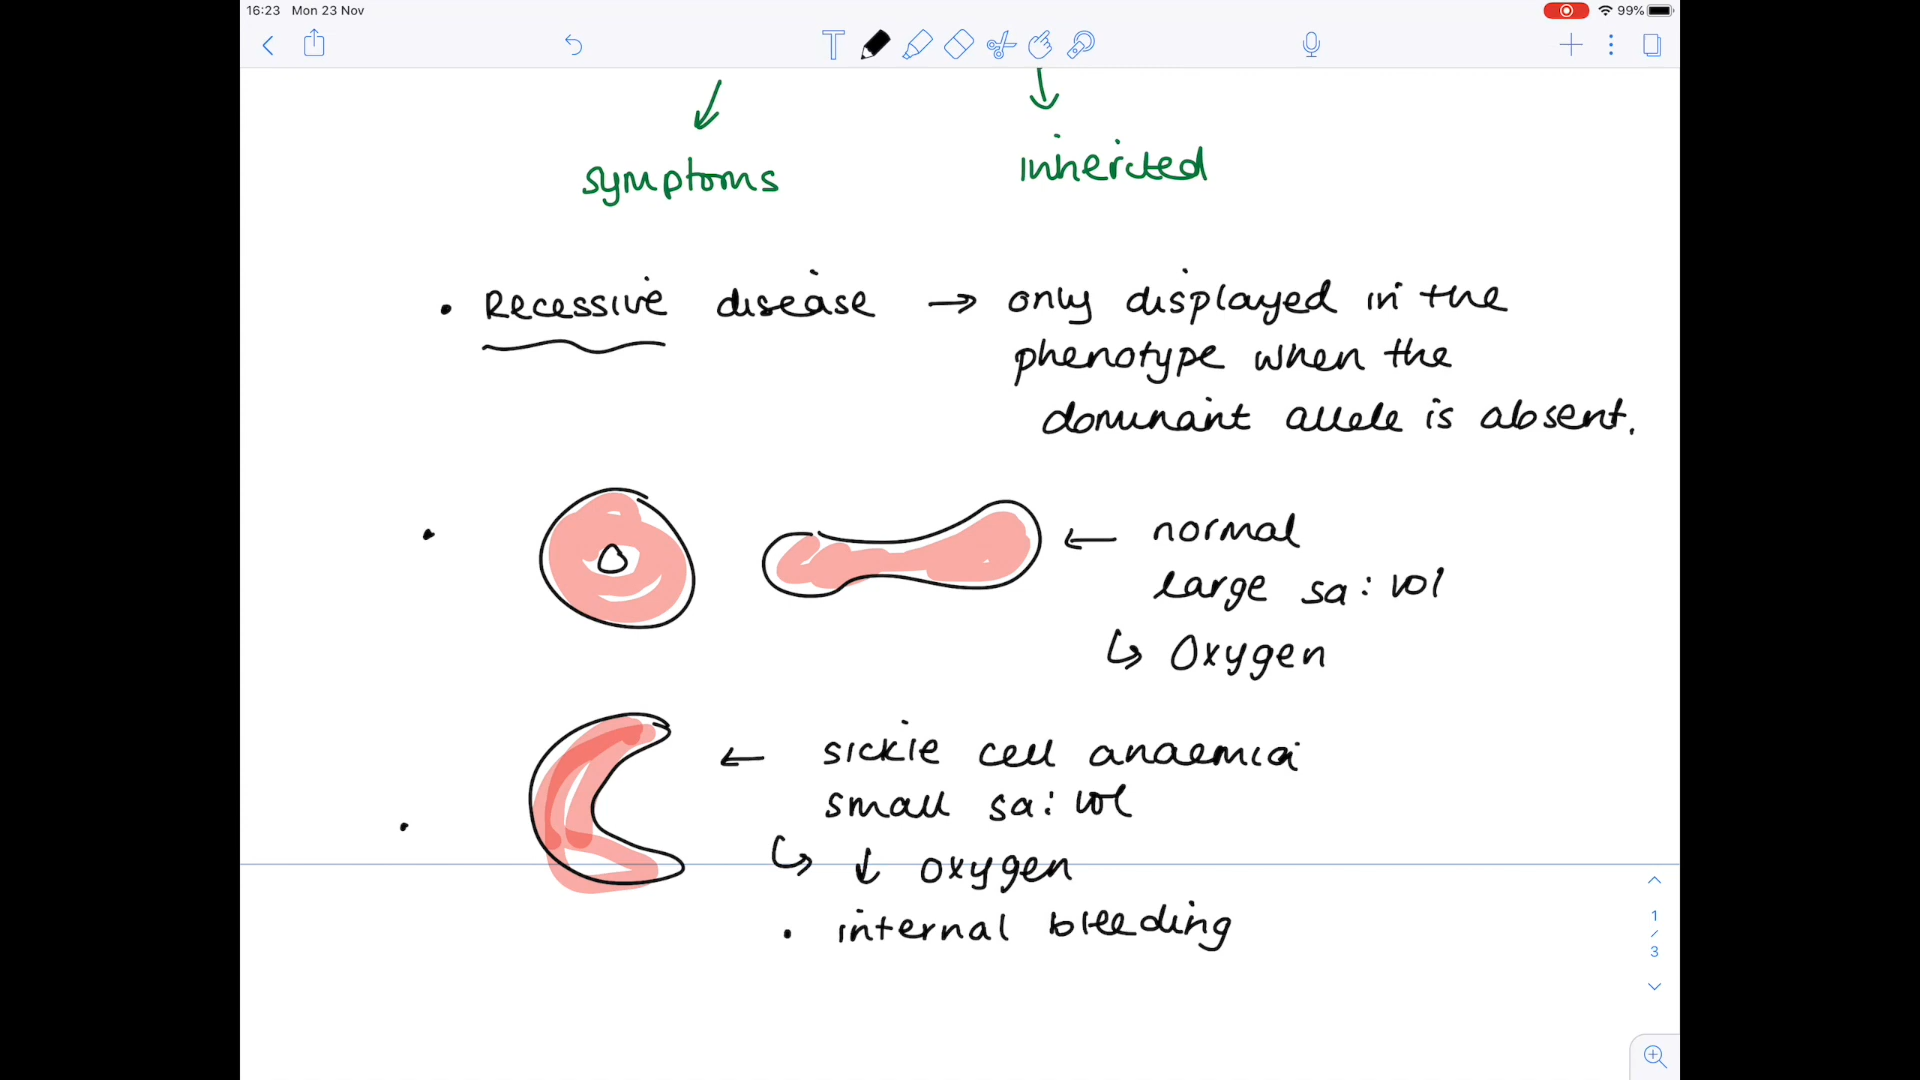 16:23 Mon 23 Nov
99%
T
symptoms
inherited
• Recessive disease → only displayed in the
phenotype when the
dominant allele is absent.
• ← normal
large sa : vol
↳ Oxygen
• ← sickle cell anaemia
small sa : vol
↳ ↓ oxygen
• internal bleeding
1
/
3